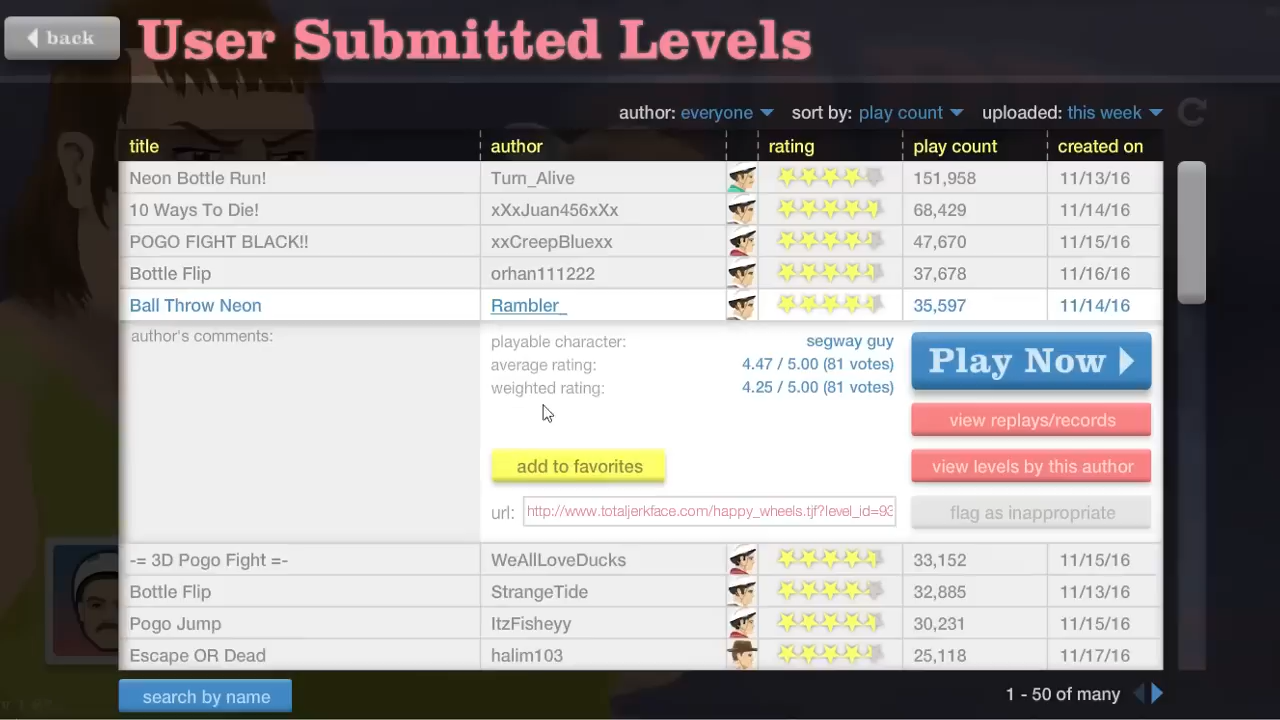 back
User Submitted Levels
author: everyone sort by: play count uploaded: this week
title author rating play count created on
Neon Bottle Run! Turn_Alive 151,958 11/13/16
10 Ways To Die! xXxJuan456xXx 68,429 11/14/16
POGO FIGHT BLACK!! xxCreepBluexx 47,670 11/15/16
Bottle Flip orhan111222 37,678 11/16/16
Ball Throw Neon Rambler_ 35,597 11/14/16
author's comments:
playable character: segway guy
average rating: 4.47 / 5.00 (81 votes)
weighted rating: 4.25 / 5.00 (81 votes)
Play Now
view replays/records
add to favorites
view levels by this author
url: http://www.totaljerkface.com/happy_wheels.tjf?level_id=93
flag as inappropriate
-= 3D Pogo Fight =- WeAllLoveDucks 33,152 11/15/16
Bottle Flip StrangeTide 32,885 11/13/16
Pogo Jump ItzFisheyy 30,231 11/15/16
Escape OR Dead halim103 25,118 11/17/16
search by name
1 - 50 of many